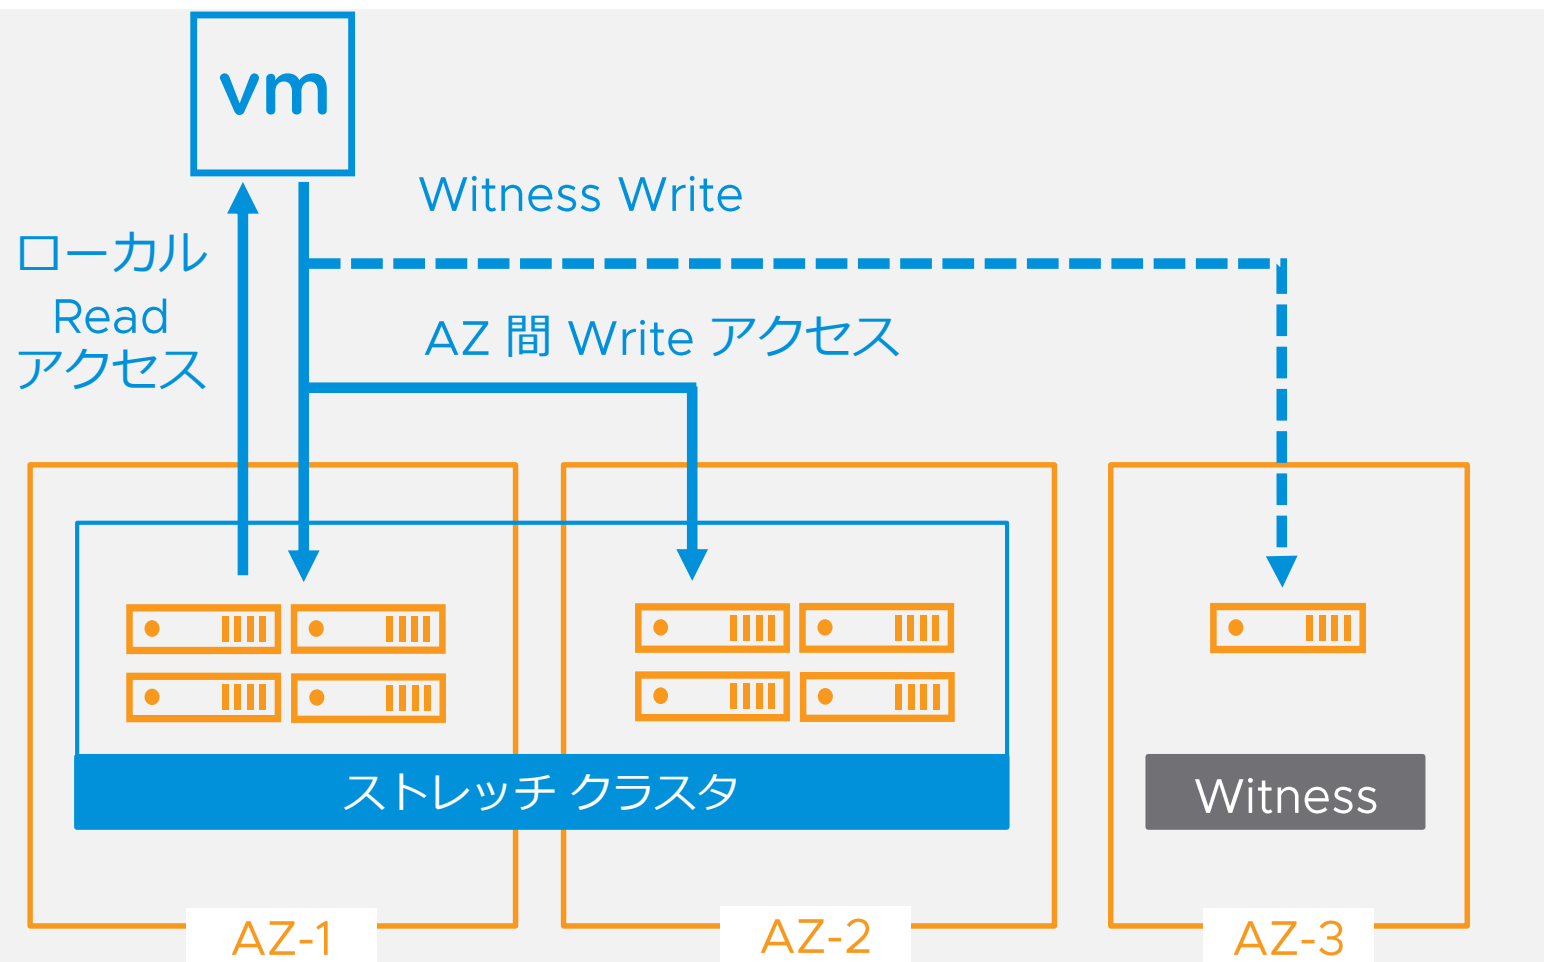 vm
Witness Write
ローカル
Read
アクセス
AZ 間 Write アクセス
ストレッチ クラスタ
Witness
AZ-1
AZ-2
AZ-3